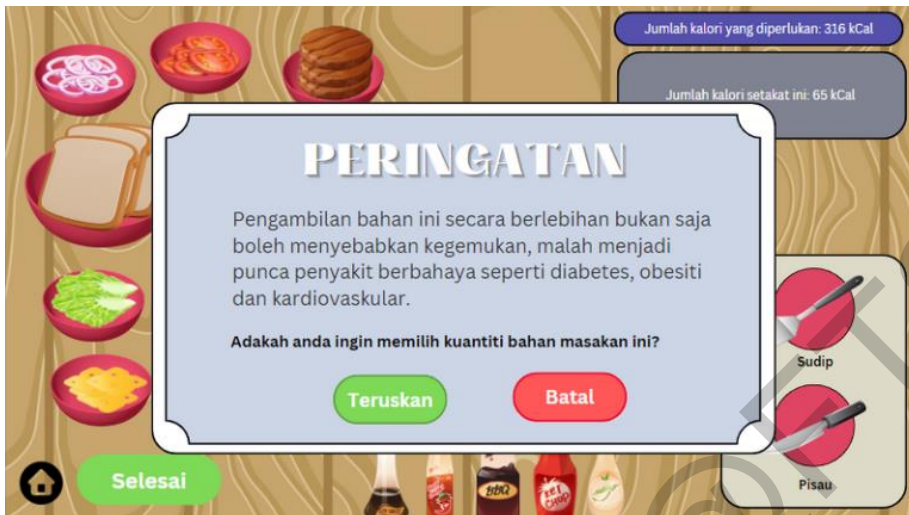 Jumlah kalori yang diperlukan: 316 kCal
Jumlah kalori setakat ini: 65 kCal
PERINGATAN
Pengambilan bahan ini secara berlebihan bukan saja
boleh menyebabkan kegemukan, malah menjadi
punca penyakit berbahaya seperti diabetes, obesiti
dan kardiovaskular.
Adakah anda ingin memilih kuantiti bahan masakan ini?
Teruskan
Batal
Sudip
Pisau
Selesai
BBQ